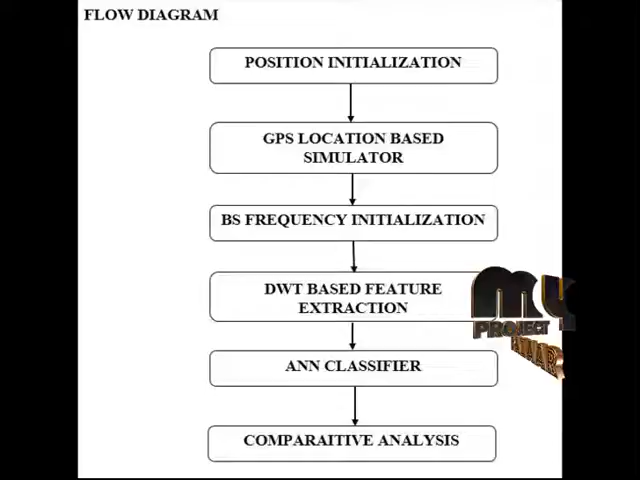 FLOW DIAGRAM
POSITION INITIALIZATION
GPS LOCATION BASED
SIMULATOR
BS FREQUENCY INITIALIZATION
DWT BASED FEATURE
EXTRACTION
MY
PROJECT
ANN CLASSIFIER
COMPARAITIVE ANALYSIS